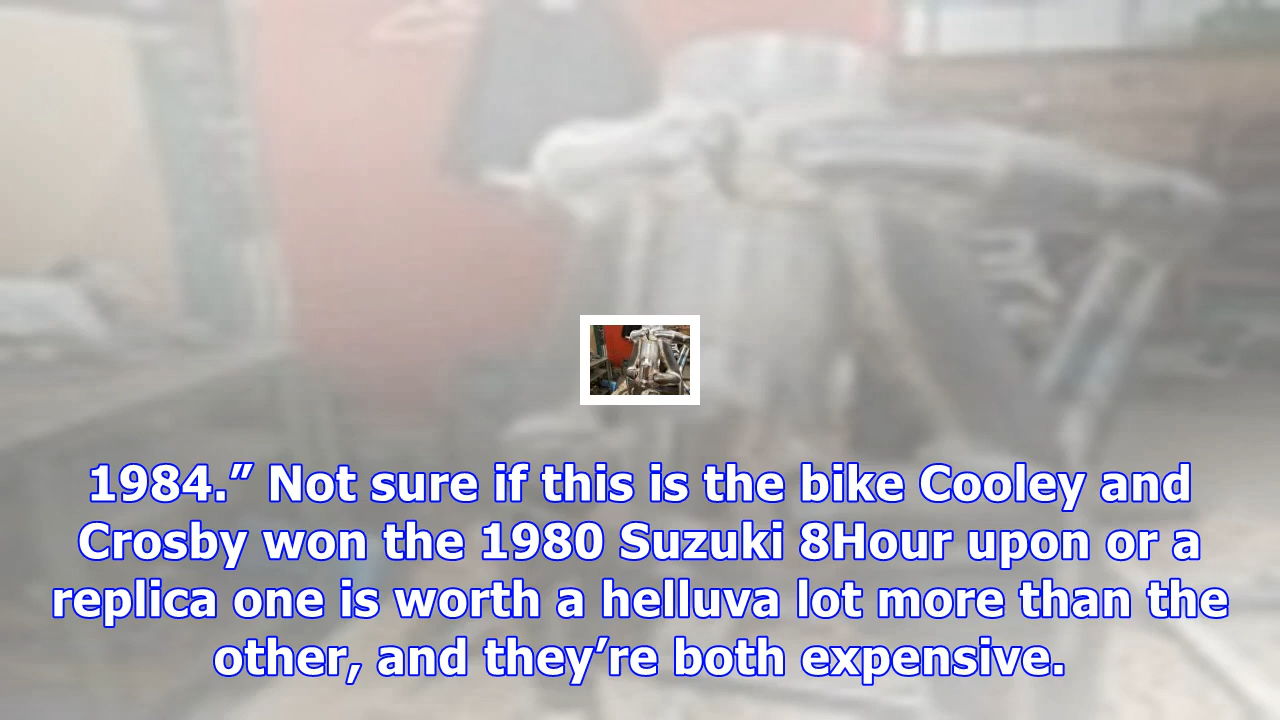 1984.” Not sure if this is the bike Cooley and
Crosby won the 1980 Suzuki 8Hour upon or a
replica one is worth a helluva lot more than the
other, and they’re both expensive.